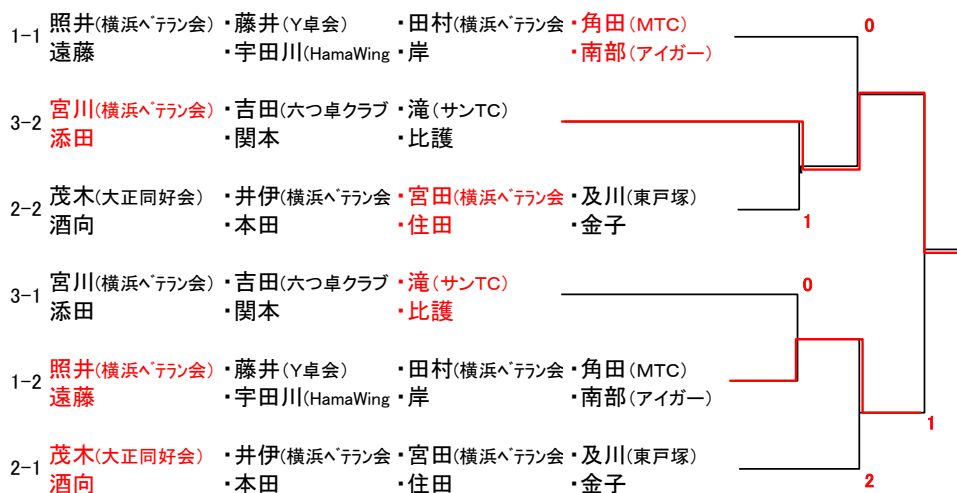 1-1 照井(横浜ベテラン会) ・藤井(Y卓会) ・田村(横浜ベテラン会 ・角田(MTC) 0
遠藤 ・宇田川(HamaWing ・岸 ・南部(アイガー)
3-2 宮川(横浜ベテラン会) ・吉田(六つ卓クラブ ・滝(サンTC)
添田 ・関本 ・比護
2-2 茂木(大正同好会) ・井伊(横浜ベテラン会 ・宮田(横浜ベテラン会 ・及川(東戸塚)
酒向 ・本田 ・住田 ・金子 1
3-1 宮川(横浜ベテラン会) ・吉田(六つ卓クラブ ・滝(サンTC) 0
添田 ・関本 ・比護
1-2 照井(横浜ベテラン会) ・藤井(Y卓会) ・田村(横浜ベテラン会 ・角田(MTC)
遠藤 ・宇田川(HamaWing ・岸 ・南部(アイガー)
1
2-1 茂木(大正同好会) ・井伊(横浜ベテラン会 ・宮田(横浜ベテラン会 ・及川(東戸塚)
酒向 ・本田 ・住田 ・金子 2